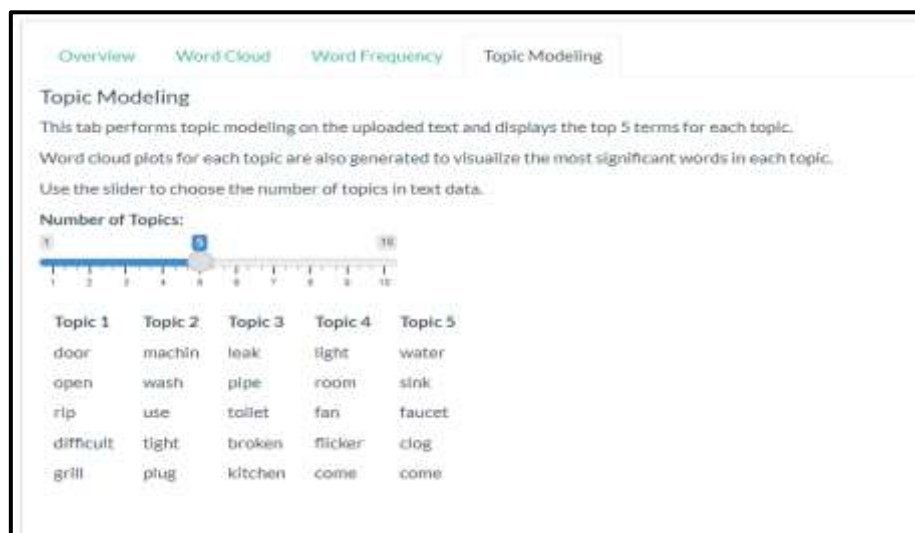 Overview Word Cloud Word Frequency Topic Modeling
Topic Modeling
This tab performs topic modeling on the uploaded text and displays the top 5 terms for each topic.
Word cloud plots for each topic are also generated to visualize the most significant words in each topic.
Use the slider to choose the number of topics in text data.
Number of Topics:
1 5 10
1 2 3 4 5 6 7 8 9 10
Topic 1 Topic 2 Topic 3 Topic 4 Topic 5
door machin leak light water
open wash pipe room sink
rip use toilet fan faucet
difficult tight broken flicker clog
grill plug kitchen come come